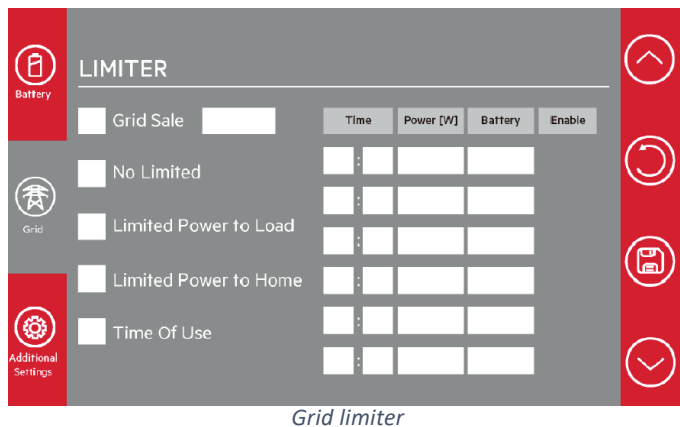 LIMITER
Battery
Grid Sale
Time Power [W] Battery Enable
No Limited
:
:
Grid
Limited Power to Load
:
Limited Power to Home
:
Time Of Use
:
Additional
Settings
:
Grid limiter